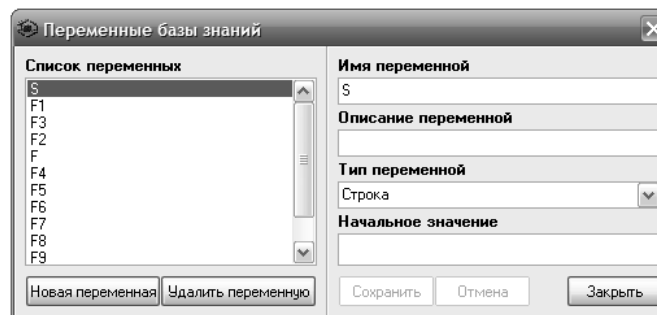 Переменные базы знаний
Список переменных
S
F1
F3
F2
F
F4
F5
F6
F7
F8
F9
Новая переменная
Удалить переменную
Имя переменной
S
Описание переменной
Тип переменной
Строка
Начальное значение
Сохранить
Отмена
Закрыть